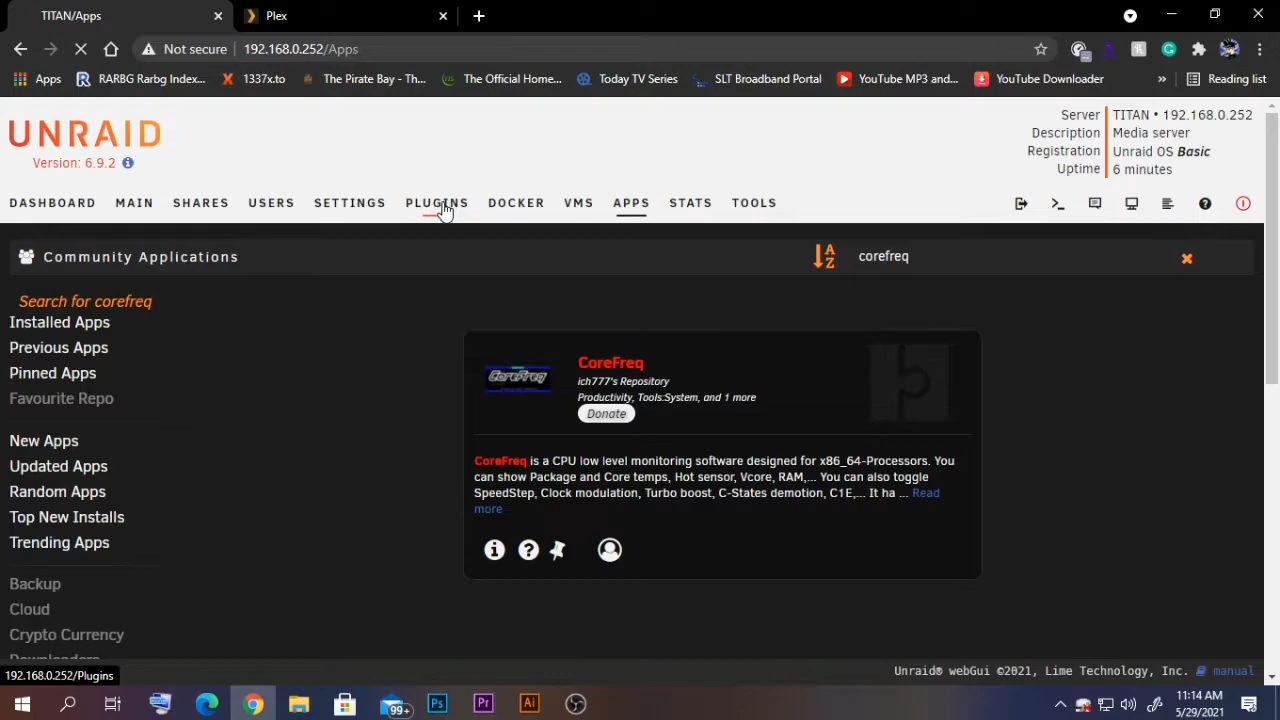 TITAN/Apps
Plex
Not secure 192.168.0.252/Apps
Apps RARBG Rarbg Index... 1337x.to The Pirate Bay - Th... The Official Home... Today TV Series SLT Broadband Portal YouTube MP3 and... YouTube Downloader » Reading list
UNRAID
Version: 6.9.2
Server TITAN • 192.168.0.252
Description Media server
Registration Unraid OS Basic
Uptime 6 minutes
DASHBOARD MAIN SHARES USERS SETTINGS PLUGINS DOCKER VMS APPS STATS TOOLS
Community Applications
A
Z
corefreq
Search for corefreq
Installed Apps
Previous Apps
Pinned Apps
Favourite Repo
New Apps
Updated Apps
Random Apps
Top New Installs
Trending Apps
Backup
Cloud
Crypto Currency
Downloaders
CoreFreq
CoreFreq
ich777's Repository
Productivity, Tools:System, and 1 more
Donate
CoreFreq is a CPU low level monitoring software designed for x86_64-Processors. You
can show Package and Core temps, Hot sensor, Vcore, RAM,... You can also toggle
SpeedStep, Clock modulation, Turbo boost, C-States demotion, C1E,... It ha ... Read
more
192.168.0.252/Plugins
Unraid® webGui ©2021, Lime Technology, Inc. manual
99+
Ps
Pr
Ai
11:14 AM
5/29/2021